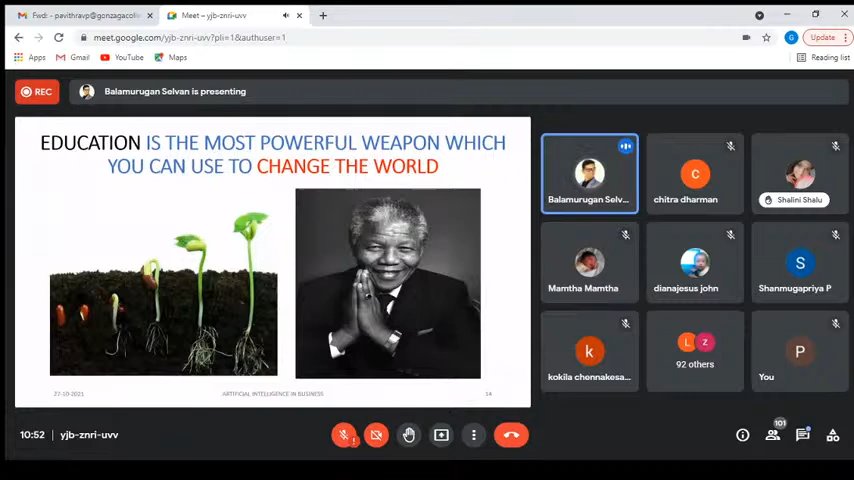 Fwd: - pavithravp@gonzagacoll
Meet – yjb-znri-uvv
meet.google.com/yjb-znri-uvv?pli=1&authuser=1
G
Update
Apps
Gmail
YouTube
Maps
Reading list
REC
Balamurugan Selvan is presenting
EDUCATION IS THE MOST POWERFUL WEAPON WHICH
YOU CAN USE TO CHANGE THE WORLD
27-10-2021
ARTIFICIAL INTELLIGENCE IN BUSINESS
14
Balamurugan Selv...
c
chitra dharman
Shalini Shalu
Mamtha Mamtha
dianajesus john
S
Shanmugapriya P
k
kokila chennakesa...
L
z
92 others
P
You
10:52
yjb-znri-uvv
101